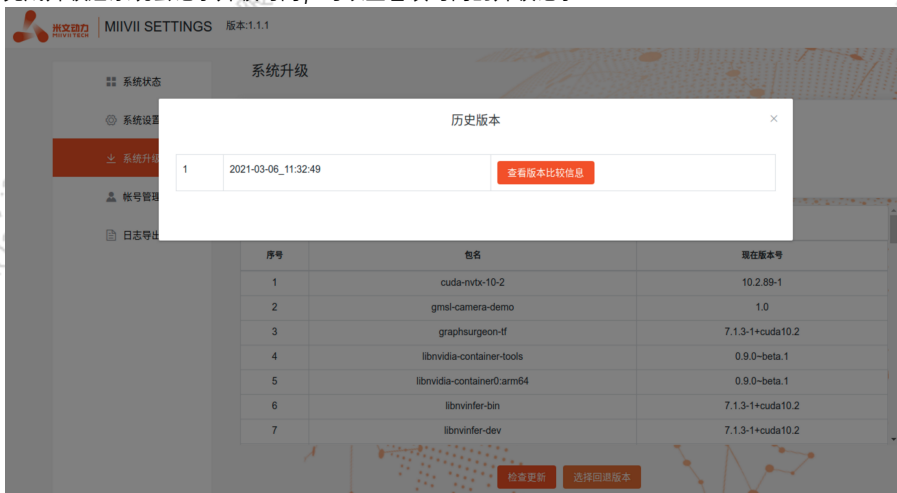 米文动力
MIIVII TECH
MIIVII SETTINGS 版本:1.1.1
系统状态
系统设置
系统升级
帐号管理
日志导出
系统升级
历史版本 ×
1 2021-03-06_11:32:49 查看版本比较信息
序号 包名 现在版本号
1 cuda-nvtx-10-2 10.2.89-1
2 gmsl-camera-demo 1.0
3 graphsurgeon-tf 7.1.3-1+cuda10.2
4 libnvidia-container-tools 0.9.0~beta.1
5 libnvidia-container0:arm64 0.9.0~beta.1
6 libnvinfer-bin 7.1.3-1+cuda10.2
7 libnvinfer-dev 7.1.3-1+cuda10.2
检查更新 选择回退版本